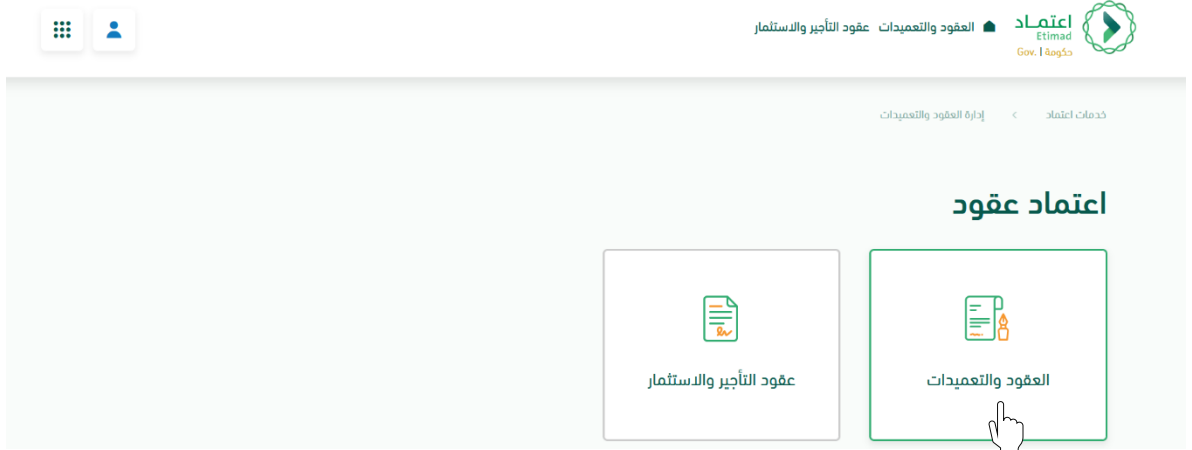 اعتمـاد
Etimad
حكومة | Gov.
العقود والتعميدات عقود التأجير والاستثمار
خدمات اعتماد > إدارة العقود والتعميدات
اعتماد عقود
العقود والتعميدات
عقود التأجير والاستثمار